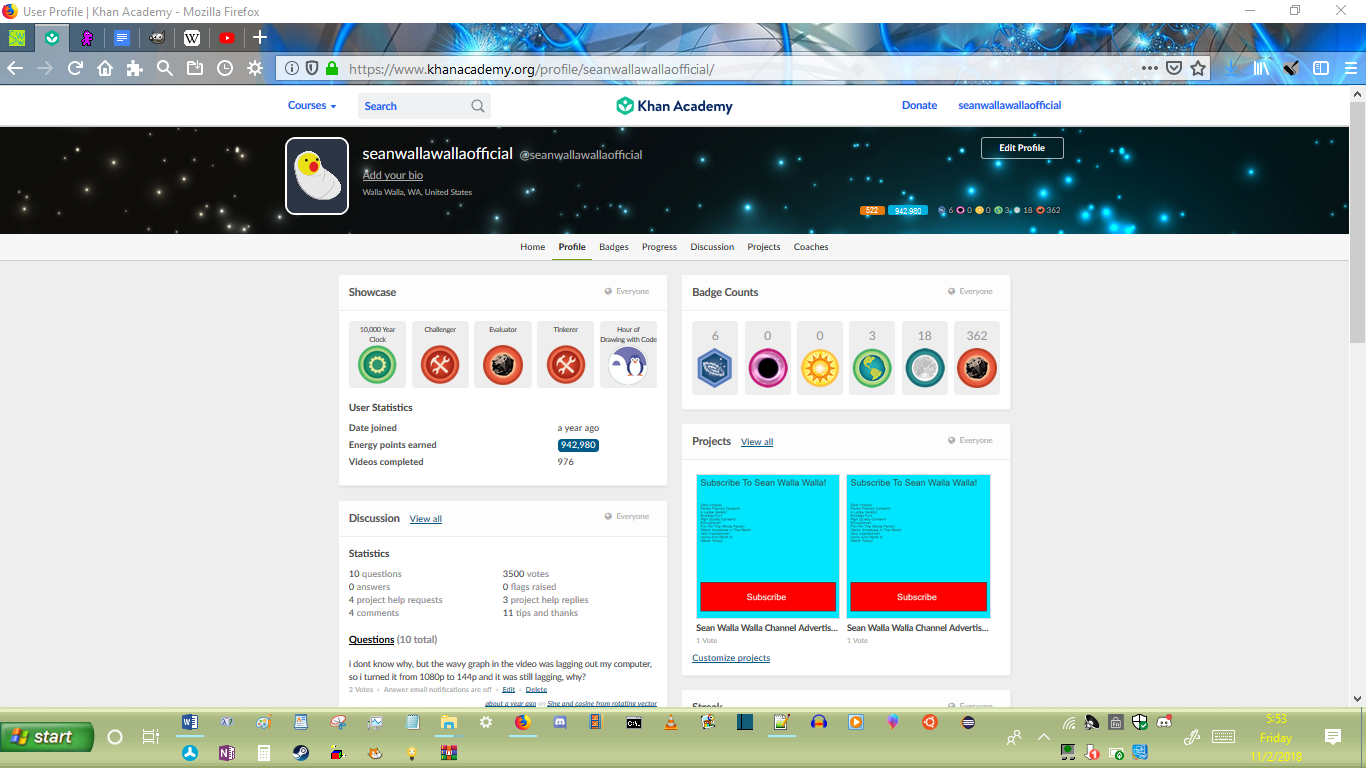 User Profile | Khan Academy - Mozilla Firefox
https://www.khanacademy.org/profile/seanwallawallaofficial/
Courses
Search
Khan Academy
Donate
seanwallawallaofficial
seanwallawallaofficial @seanwallawallaofficial
Add your bio
Walla Walla, WA, United States
Edit Profile
522
942,980
6 0 0 3 18 362
Home
Profile
Badges
Progress
Discussion
Projects
Coaches
Showcase
Everyone
10,000 Year
Clock
Challenger
Evaluator
Tinkerer
Hour of
Drawing with Code
User Statistics
Date joined a year ago
Energy points earned 942,980
Videos completed 976
Badge Counts
Everyone
6 0 0 3 18 362
Discussion View all
Everyone
Statistics
10 questions 3500 votes
0 answers 0 flags raised
4 project help requests 3 project help replies
4 comments 11 tips and thanks
Questions (10 total)
i dont know why, but the wavy graph in the video was lagging out my computer,
so i turned it from 1080p to 144p and it was still lagging, why?
2 Votes • Answer email notifications are off • Edit • Delete
about a year ago on Sine and cosine from rotating vector
Projects View all
Everyone
Subscribe To Sean Walla Walla!
Subscribe
Sean Walla Walla Channel Advertis...
1 Vote
Subscribe To Sean Walla Walla!
Subscribe
Sean Walla Walla Channel Advertis...
1 Vote
Customize projects
Streak
Everyone
start
5:53
Friday
11/2/2018